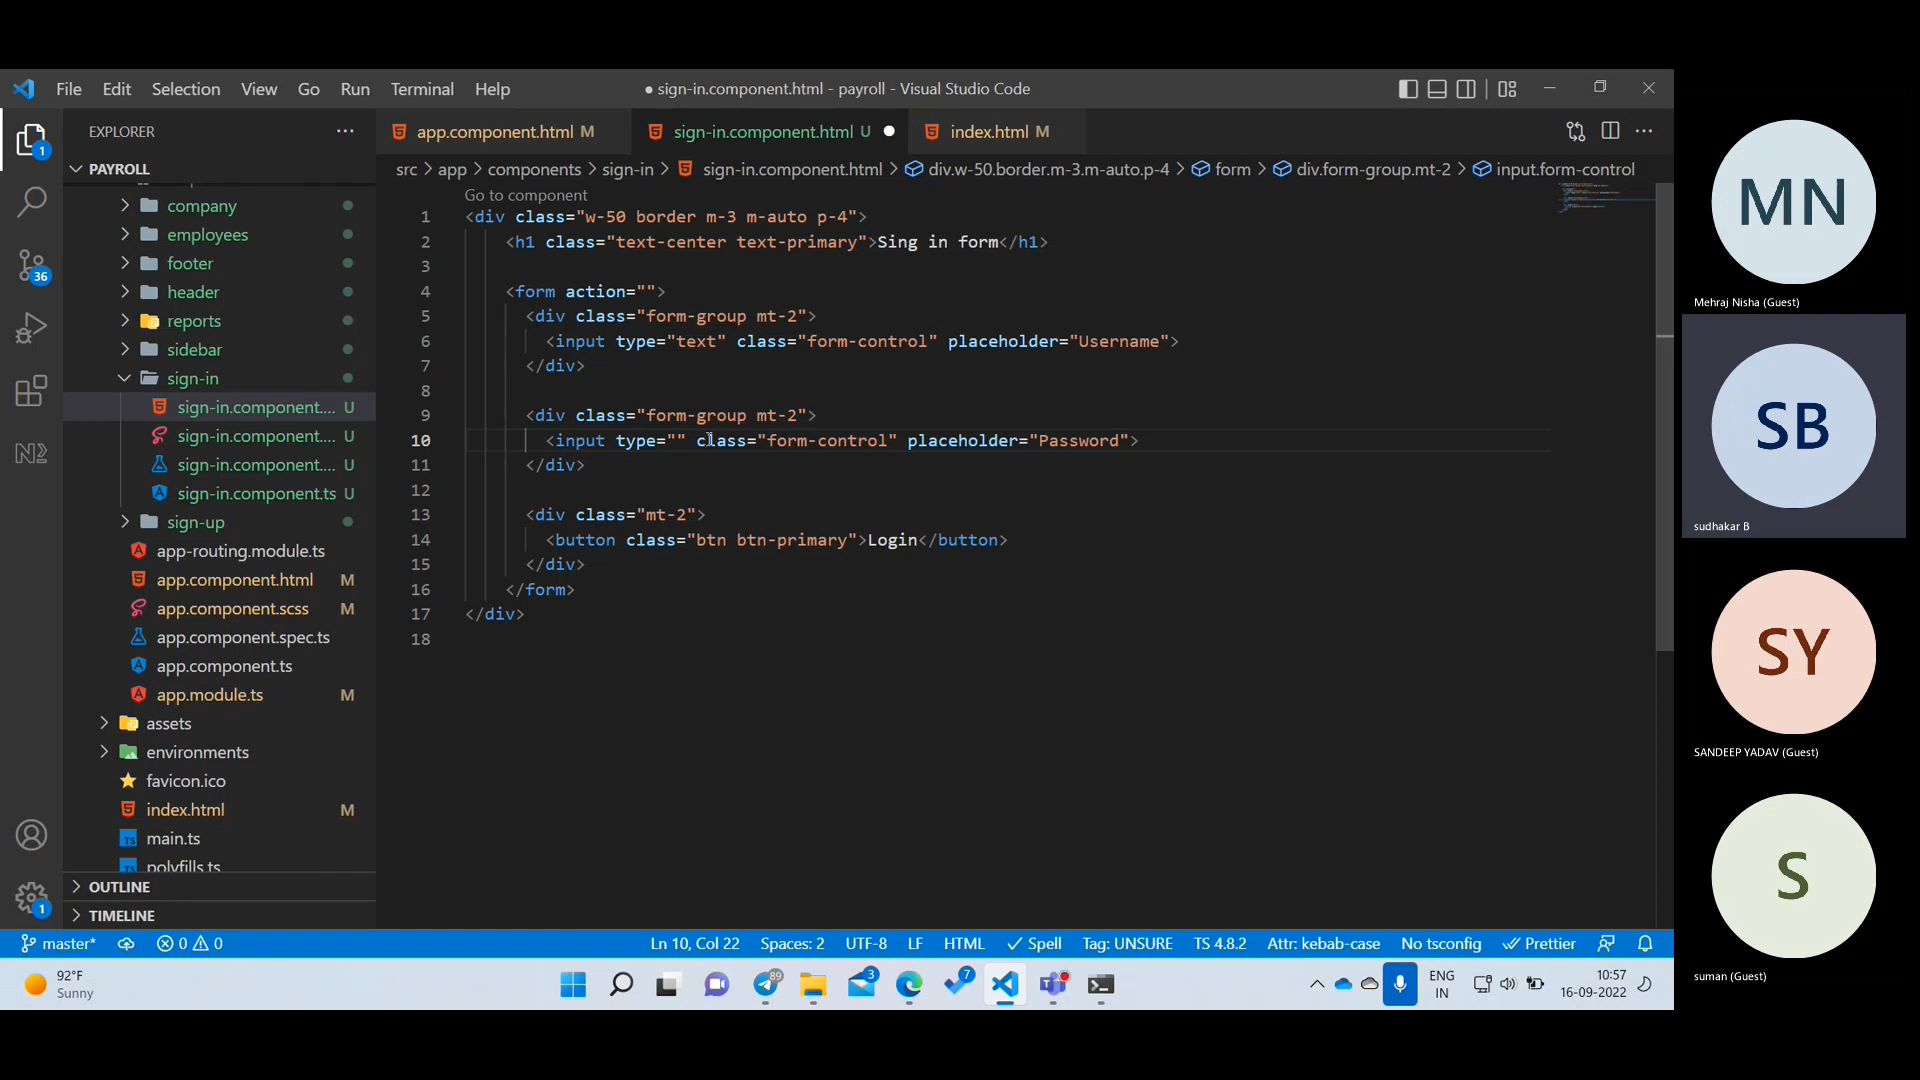 File Edit Selection View Go Run Terminal Help
● sign-in.component.html - payroll - Visual Studio Code
EXPLORER
PAYROLL
company
employees
footer
header
reports
sidebar
sign-in
sign-in.component.... U
sign-in.component.... U
sign-in.component.... U
sign-in.component.ts U
sign-up
app-routing.module.ts
app.component.html M
app.component.scss M
app.component.spec.ts
app.component.ts
app.module.ts M
assets
environments
favicon.ico
index.html M
main.ts
polyfills.ts
OUTLINE
TIMELINE
1
36
1
app.component.html M
sign-in.component.html U
index.html M
src > app > components > sign-in > sign-in.component.html > div.w-50.border.m-3.m-auto.p-4 > form > div.form-group.mt-2 > input.form-control
Go to component
1 <div class="w-50 border m-3 m-auto p-4">
2 <h1 class="text-center text-primary">Sing in form</h1>
3
4 <form action="">
5 <div class="form-group mt-2">
6 <input type="text" class="form-control" placeholder="Username">
7 </div>
8
9 <div class="form-group mt-2">
10 <input type="" class="form-control" placeholder="Password">
11 </div>
12
13 <div class="mt-2">
14 <button class="btn btn-primary">Login</button>
15 </div>
16 </form>
17 </div>
18
master* 0 0 Ln 10, Col 22 Spaces: 2 UTF-8 LF HTML Spell Tag: UNSURE TS 4.8.2 Attr: kebab-case No tsconfig Prettier
92°F
Sunny
89
3
7
ENG
IN
10:57
16-09-2022
MN
Mehraj Nisha (Guest)
SB
sudhakar B
SY
SANDEEP YADAV (Guest)
S
suman (Guest)